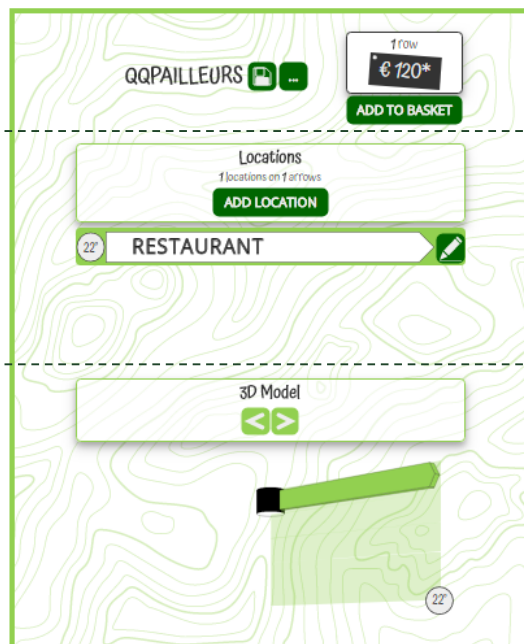 1 row
€ 120*
QQPAILLEURS
...
ADD TO BASKET
Locations
1 locations on 1 arrows
ADD LOCATION
22°
RESTAURANT
3D Model
< >
22°